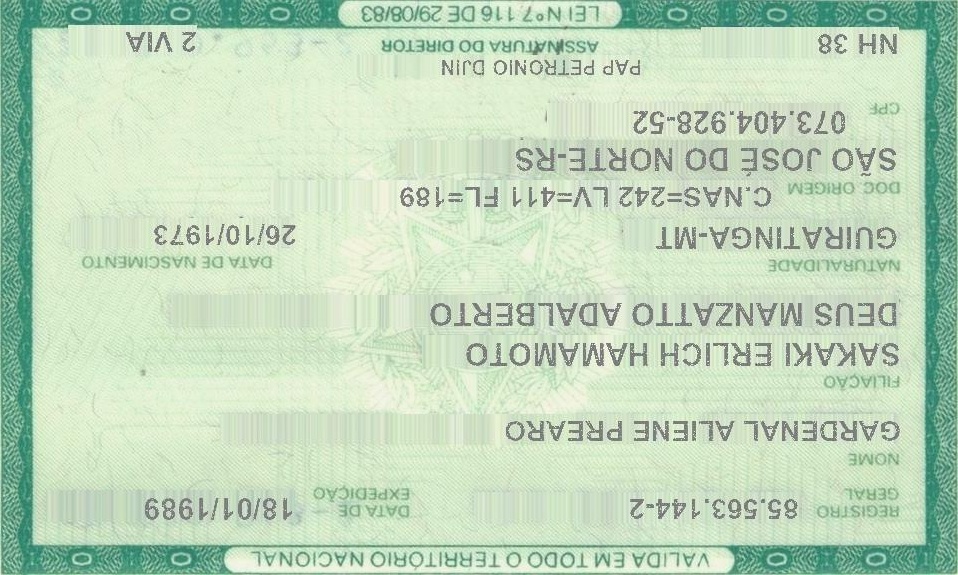 VALIDA EM TODO O TERRITÓRIO NACIONAL
REGISTRO GERAL 85.563.144-2 DATA DE EXPEDIÇÃO 18/01/1989
NOME
GARDENAL ALIENE PREARO
FILIAÇÃO
SAKAKI ERLICH HAMAMOTO
DEUS MANZATTO ADALBERTO
NATURALIDADE DATA DE NASCIMENTO
GUIRATINGA-MT 26/10/1973
DOC ORIGEM C.NAS=242 LV=411 FL=189
SÃO JOSÉ DO NORTE-RS
CPF 073.404.928-52
PAP PETRONIO DJIN
NH 38 ASSINATURA DO DIRETOR 2 VIA
LEI Nº 7.116 DE 29/08/83